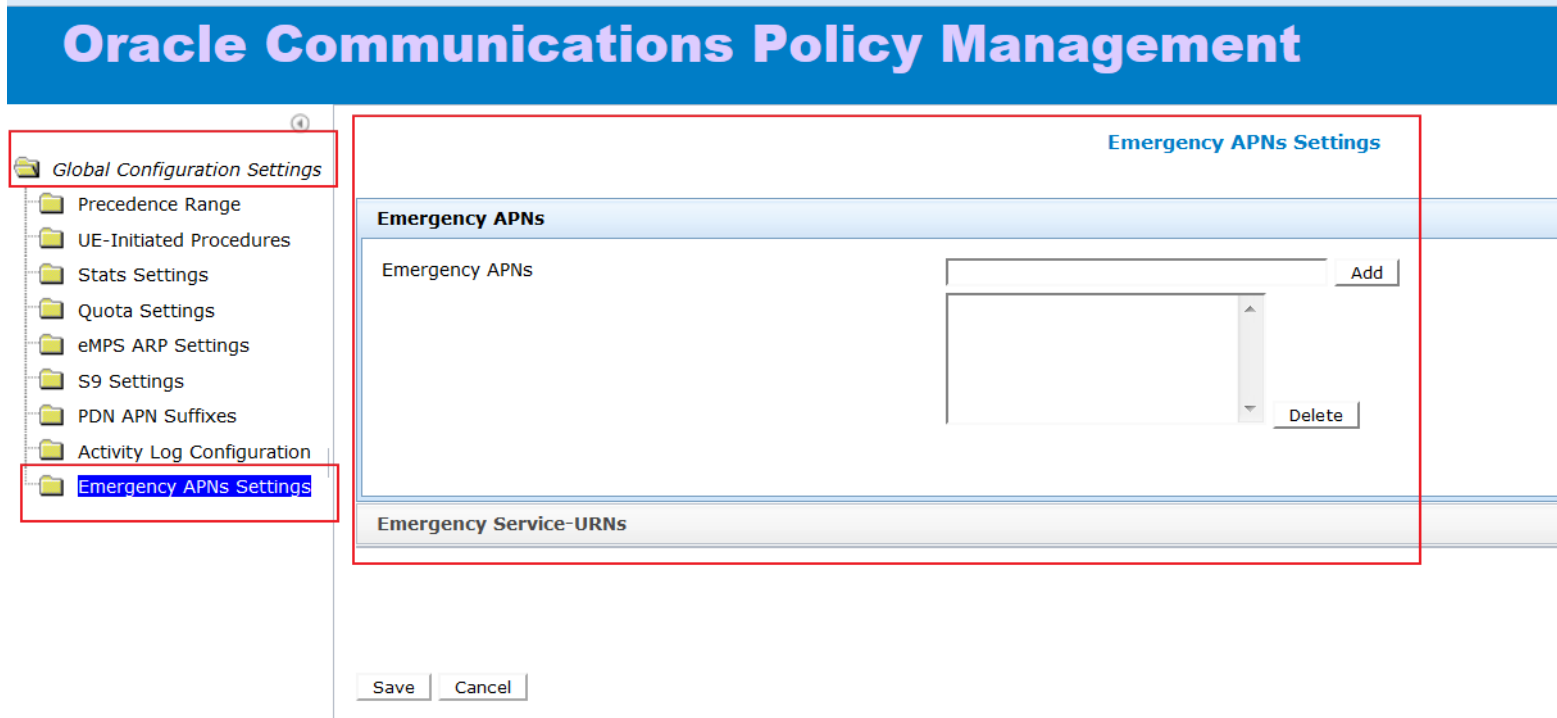 Oracle Communications Policy Management
Global Configuration Settings
Precedence Range
UE-Initiated Procedures
Stats Settings
Quota Settings
eMPS ARP Settings
S9 Settings
PDN APN Suffixes
Activity Log Configuration
Emergency APNs Settings
Emergency APNs Settings
Emergency APNs
Emergency APNs
Add
Delete
Emergency Service-URNs
Save Cancel